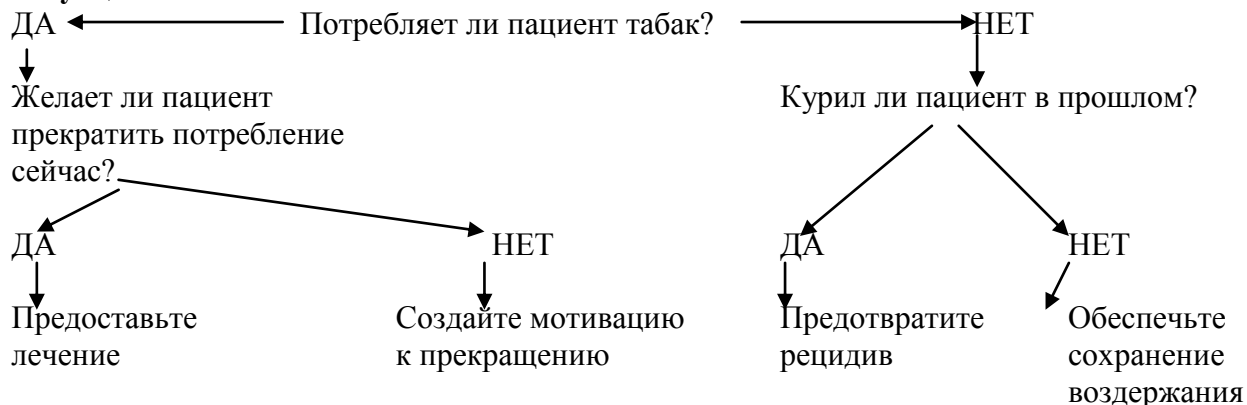 ДА Потребляет ли пациент табак? НЕТ
Желает ли пациент Курил ли пациент в прошлом?
прекратить потребление
сейчас?
ДА НЕТ ДА НЕТ
Предоставьте Создайте мотивацию Предотвратите Обеспечьте
лечение к прекращению рецидив сохранение
воздержания